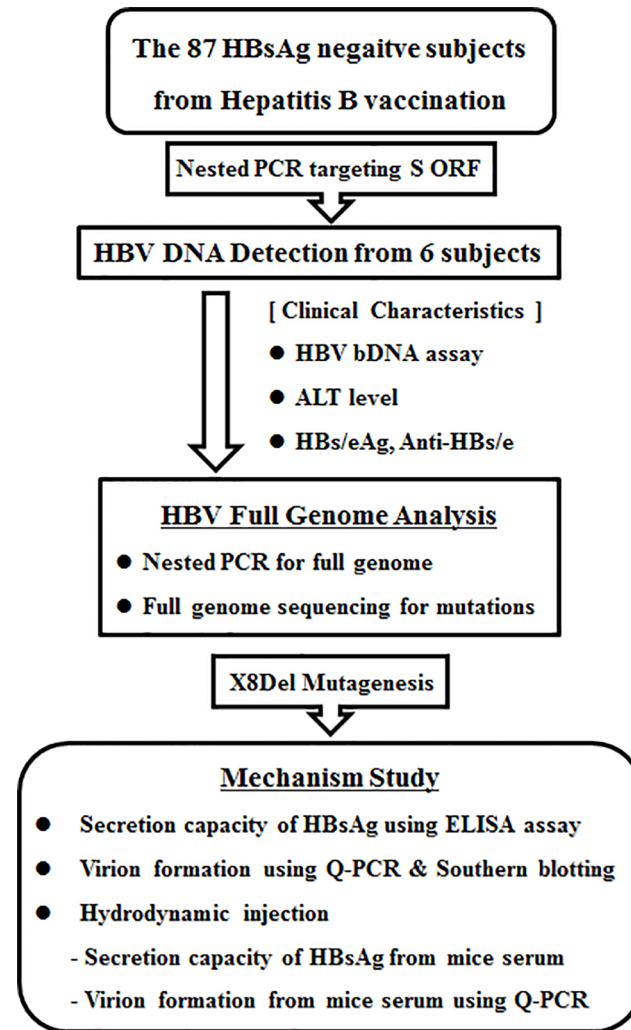 The 87 HBsAg negaitve subjects
from Hepatitis B vaccination
Nested PCR targeting S ORF
HBV DNA Detection from 6 subjects
[ Clinical Characteristics ]
● HBV bDNA assay
● ALT level
● HBs/eAg, Anti-HBs/e
HBV Full Genome Analysis
● Nested PCR for full genome
● Full genome sequencing for mutations
X8Del Mutagenesis
Mechanism Study
● Secretion capacity of HBsAg using ELISA assay
● Virion formation using Q-PCR & Southern blotting
● Hydrodynamic injection
- Secretion capacity of HBsAg from mice serum
- Virion formation from mice serum using Q-PCR